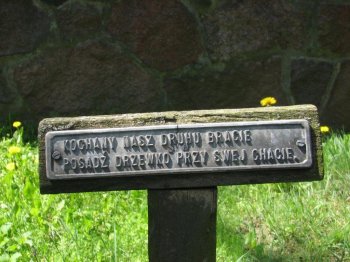 KOCHANY NASZ DRUHU BRACIE
POSADŹ DRZEWKO PRZY SWEJ CHACIE.